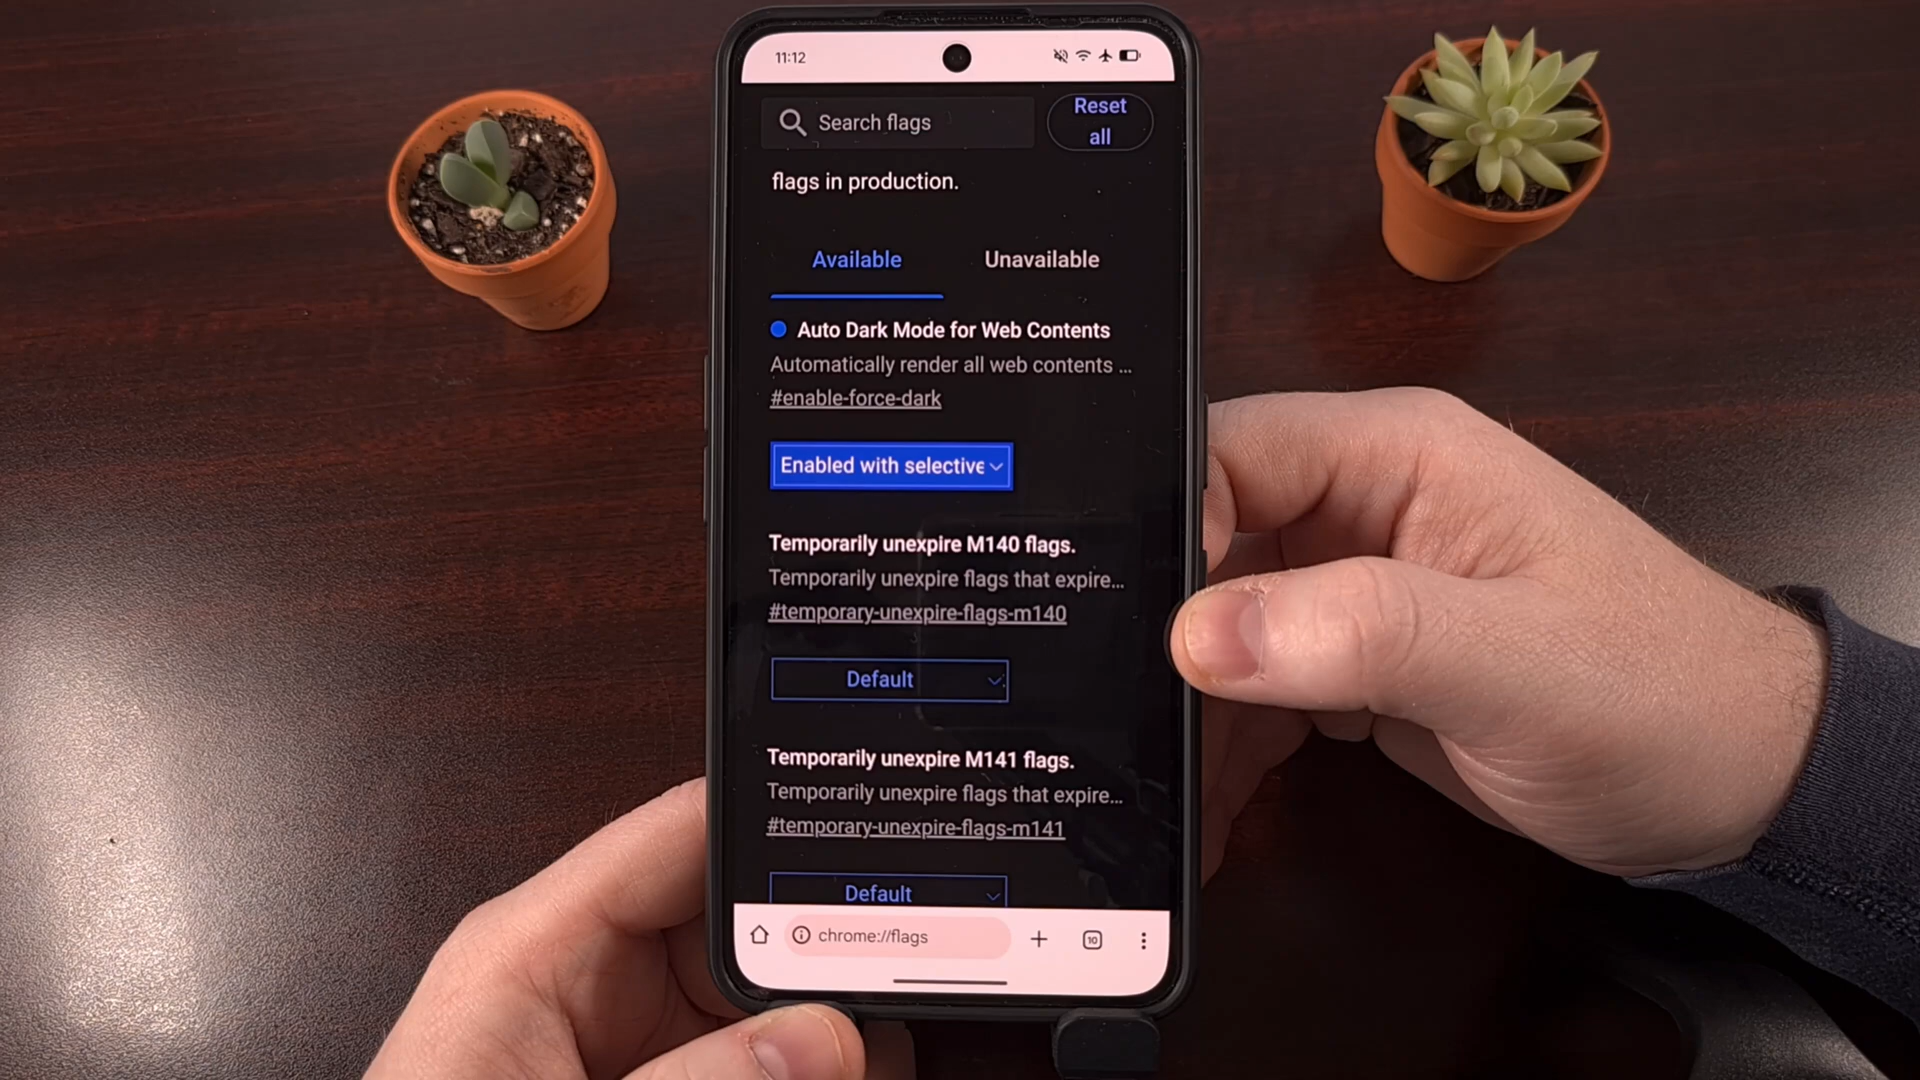 11:12
Search flags
Reset
all
flags in production.
Available
Unavailable
Auto Dark Mode for Web Contents
Automatically render all web contents ...
#enable-force-dark
Enabled with selective
Temporarily unexpire M140 flags.
Temporarily unexpire flags that expire...
#temporary-unexpire-flags-m140
Default
Temporarily unexpire M141 flags.
Temporarily unexpire flags that expire...
#temporary-unexpire-flags-m141
Default
chrome://flags
10